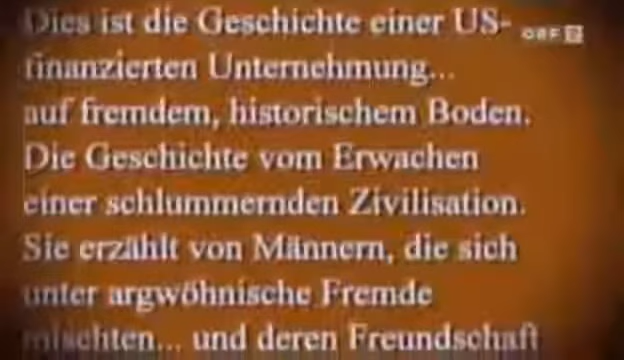 Dies ist die Geschichte einer US-
ORF 2
finanzierten Unternehmung...
auf fremdem, historischem Boden.
Die Geschichte vom Erwachen
einer schlummernden Zivilisation.
Sie erzählt von Männern, die sich
unter argwöhnische Fremde
mischten... und deren Freundschaft